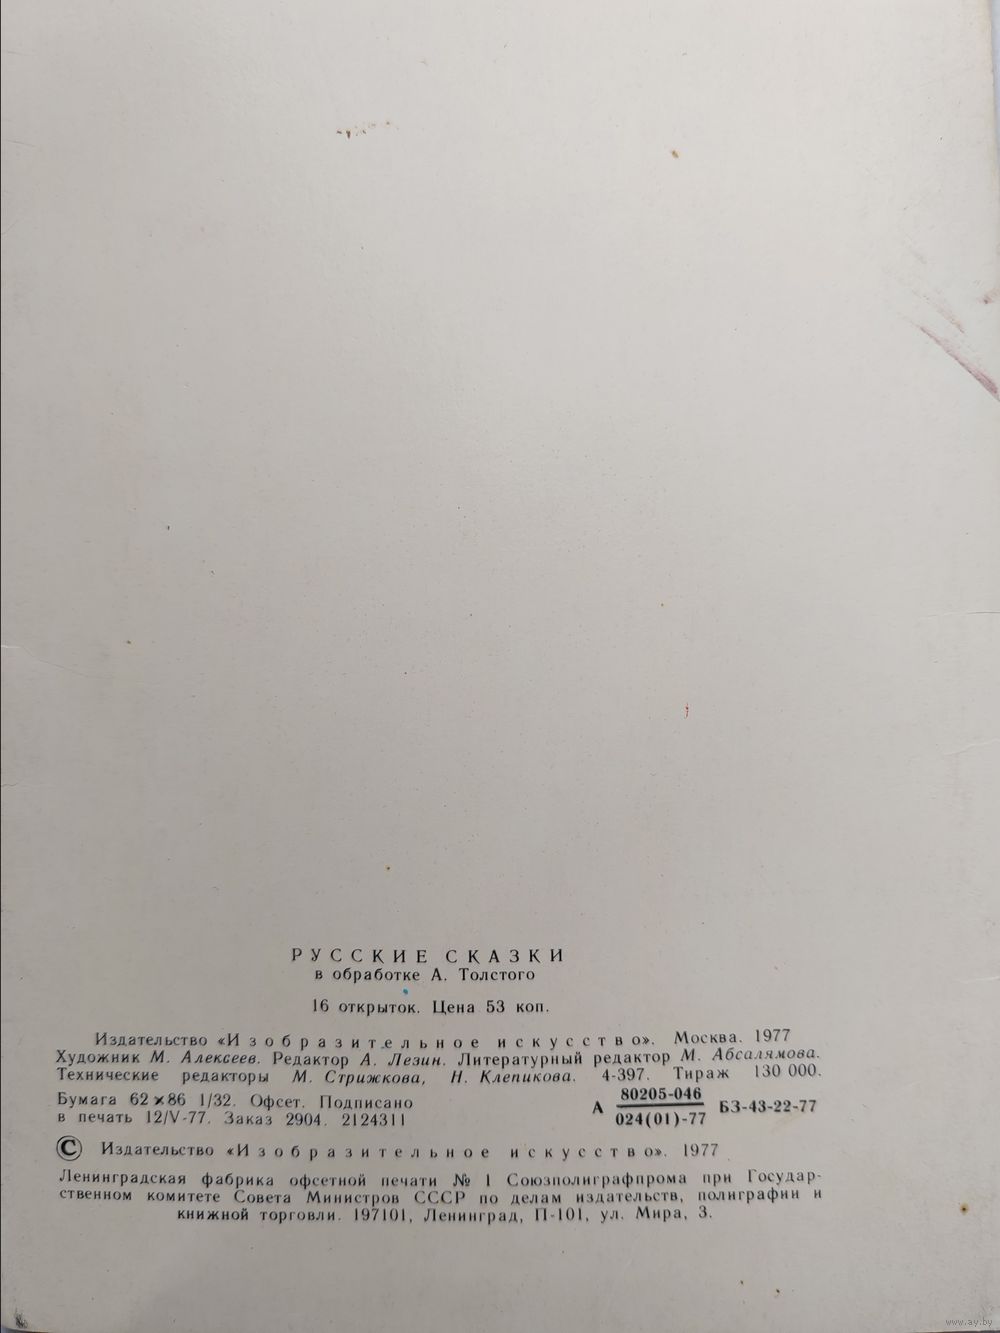 РУССКИЕ СКАЗКИ
в обработке А. Толстого
16 открыток. Цена 53 коп.
Издательство «Изобразительное искусство». Москва. 1977
Художник М. Алексеев. Редактор А. Лезин. Литературный редактор М. Абсалямова.
Технические редакторы М. Стрижкова, Н. Клепикова. 4-397. Тираж 130 000.
Бумага 62×86 1/32. Офсет. Подписано
в печать 12/V-77. Заказ 2904. 2124311
А 80205-046
024(01)-77 БЗ-43-22-77
© Издательство «Изобразительное искусство». 1977
Ленинградская фабрика офсетной печати № 1 Союзполиграфпрома при Государ-
ственном комитете Совета Министров СССР по делам издательств, полиграфии и
книжной торговли. 197101, Ленинград, П-101, ул. Мира, 3.
www.ay.by